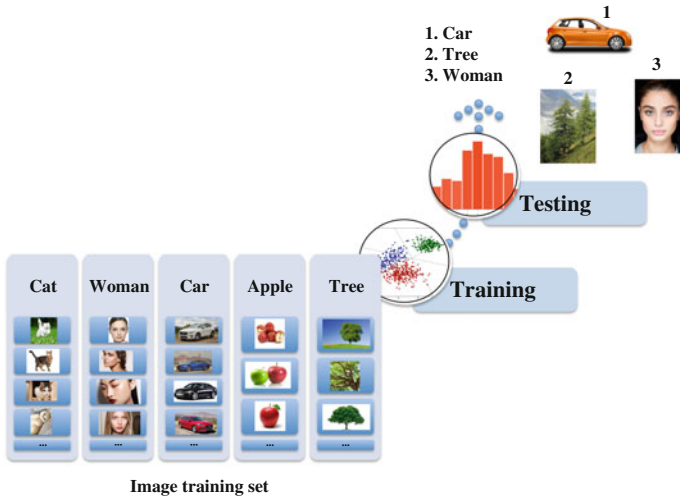 1. Car
2. Tree
3. Woman
1
2
3
Testing
Training
Cat
Woman
Car
Apple
Tree
...
...
...
...
...
Image training set